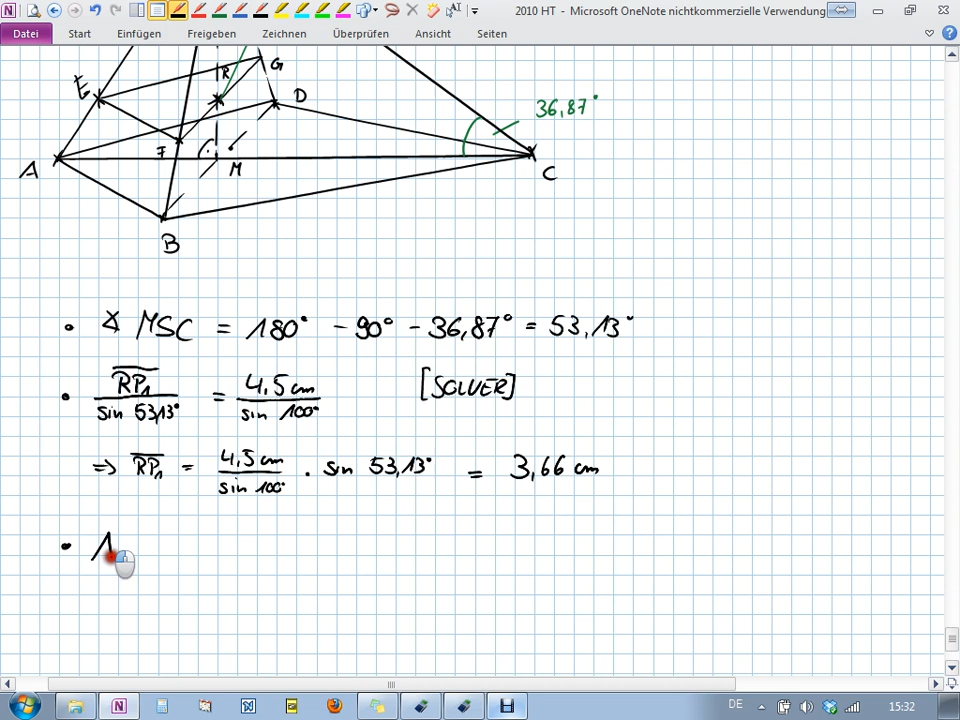 2010 HT - Microsoft OneNote nichtkommerzielle Verwendung
Datei Start Einfügen Freigeben Zeichnen Überprüfen Ansicht Seiten
E R G
D
36,87°
F
A M C
B
• ∢ MSC = 180° - 90° - 36,87° = 53,13°
• RP₁ / sin 53,13° = 4,5 cm / sin 100° [SOLVER]
⇒ RP₁ = 4,5 cm / sin 100° · sin 53,13° = 3,66 cm
DE 15:32